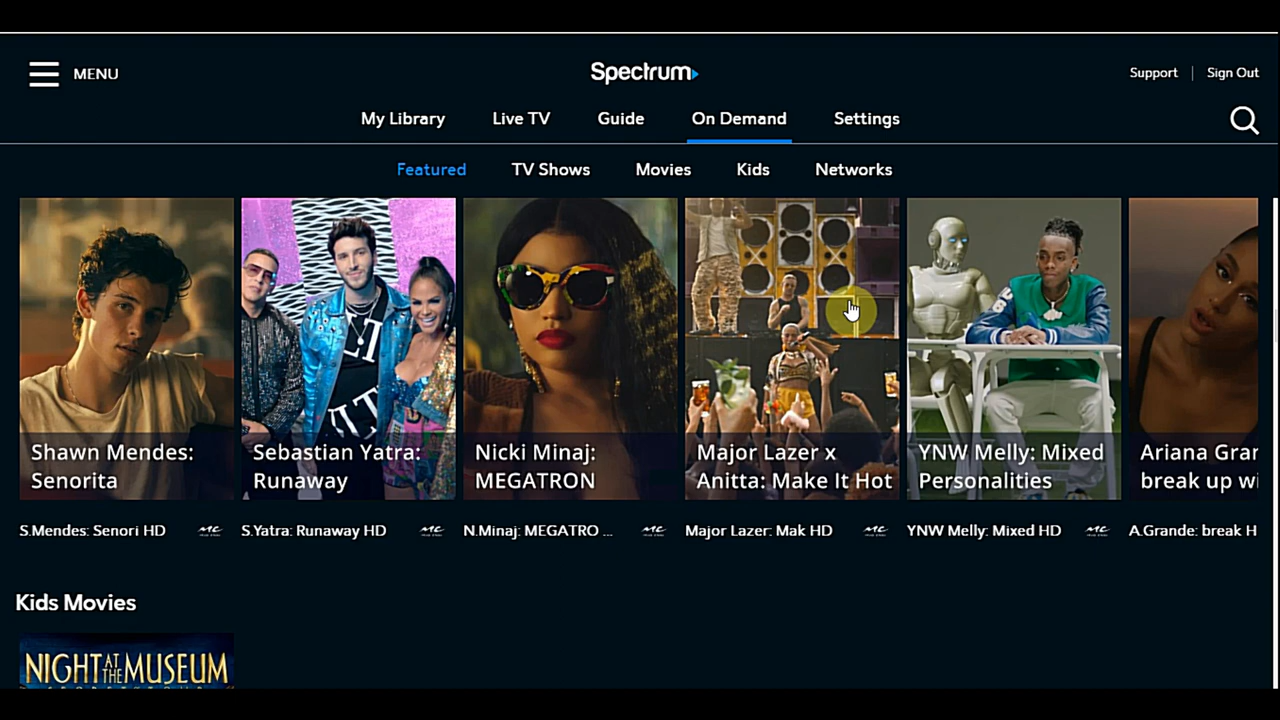 MENU
Spectrum
Support | Sign Out
My Library Live TV Guide On Demand Settings
Featured TV Shows Movies Kids Networks
Shawn Mendes:
Senorita
Sebastian Yatra:
Runaway
Nicki Minaj:
MEGATRON
Major Lazer x
Anitta: Make It Hot
YNW Melly: Mixed
Personalities
Ariana Gra
break up wi
S.Mendes: Senori HD
S.Yatra: Runaway HD
N.Minaj: MEGATRO ...
Major Lazer: Mak HD
YNW Melly: Mixed HD
A.Grande: break H
Kids Movies
NIGHT AT THE MUSEUM